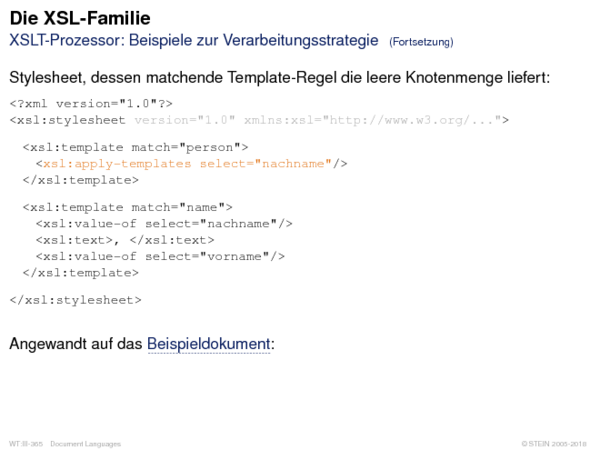 Die XSL-Familie
XSLT-Prozessor: Beispiele zur Verarbeitungsstrategie (Fortsetzung)
Stylesheet, dessen matchende Template-Regel die leere Knotenmenge liefert:
<?xml version="1.0"?>
<xsl:stylesheet version="1.0" xmlns:xsl="http://www.w3.org/...">
<xsl:template match="person">
<xsl:apply-templates select="nachname"/>
</xsl:template>
<xsl:template match="name">
<xsl:value-of select="nachname"/>
<xsl:text>, </xsl:text>
<xsl:value-of select="vorname"/>
</xsl:template>
</xsl:stylesheet>
Angewandt auf das Beispieldokument:
WT:III-365 Document Languages © STEIN 2005-2018